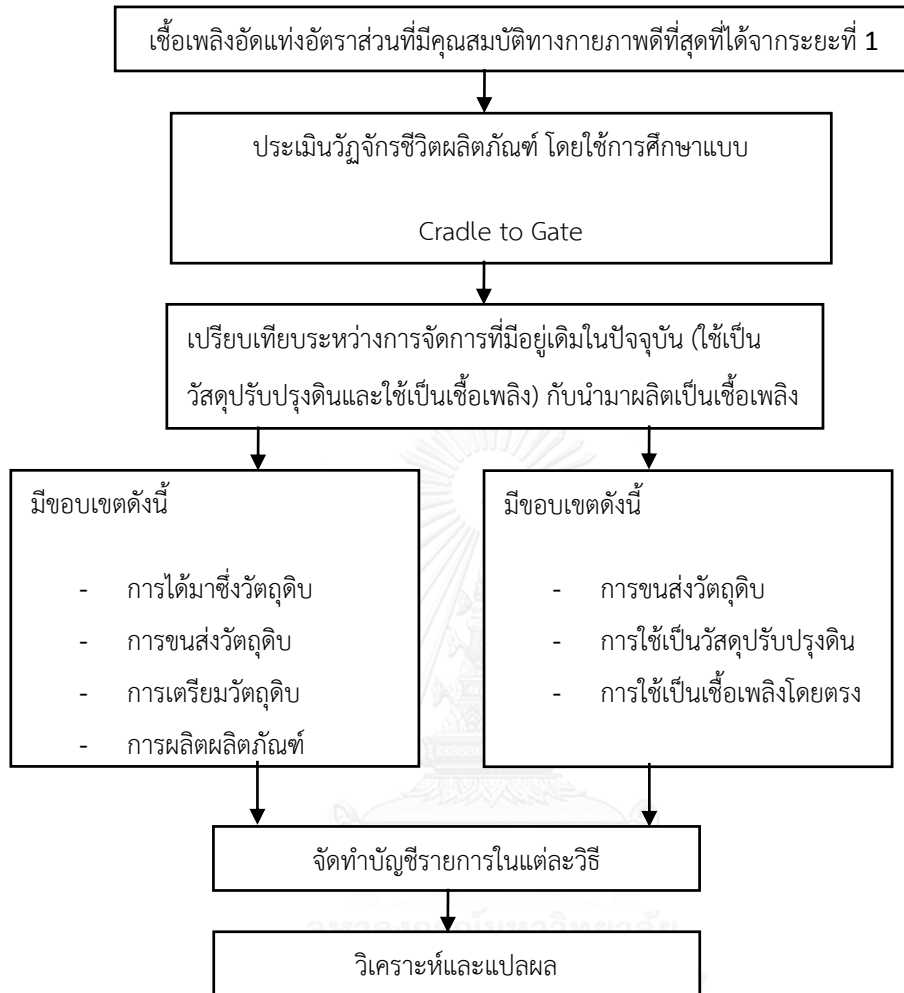 เชื้อเพลิงอัดแท่งอัตราส่วนที่มีคุณสมบัติทางกายภาพดีที่สุดที่ได้จากระยะที่ 1
ประเมินวัฏจักรชีวิตผลิตภัณฑ์ โดยใช้การศึกษาแบบ
Cradle to Gate
เปรียบเทียบระหว่างการจัดการที่มีอยู่เดิมในปัจจุบัน (ใช้เป็น
วัสดุปรับปรุงดินและใช้เป็นเชื้อเพลิง) กับนำมาผลิตเป็นเชื้อเพลิง
มีขอบเขตดังนี้
- การได้มาซึ่งวัตถุดิบ
- การขนส่งวัตถุดิบ
- การเตรียมวัตถุดิบ
- การผลิตผลิตภัณฑ์
มีขอบเขตดังนี้
- การขนส่งวัตถุดิบ
- การใช้เป็นวัสดุปรับปรุงดิน
- การใช้เป็นเชื้อเพลิงโดยตรง
จัดทำบัญชีรายการในแต่ละวิธี
จุฬาลงกรณ์มหาวิทยาลัย
วิเคราะห์และแปลผล